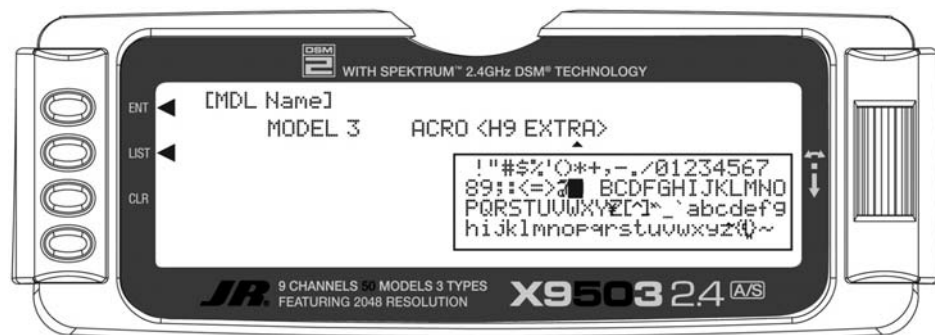 DSM
2
WITH SPEKTRUM™ 2.4GHz DSM® TECHNOLOGY
ENT
LIST
CLR
[MDL Name]
MODEL 3 ACRO <H9 EXTRA>
!"#$%'()*+,-./01234567
89;:<=>
BCDFGHIJKLMNO
PQRSTUVWXY
_`abcdefg
hijklmnopqrstuvwxyz
JR®
9 CHANNELS 50 MODELS 3 TYPES
FEATURING 2048 RESOLUTION
X9503 2.4 A/S